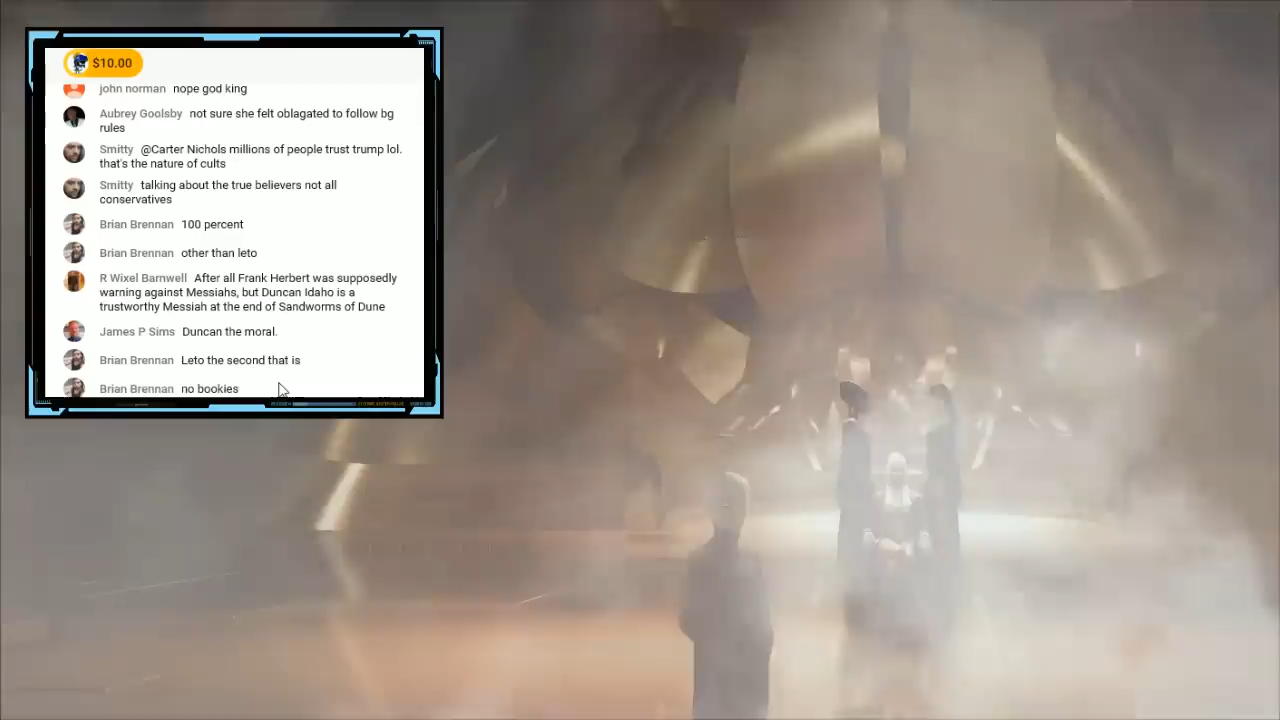 $10.00
john norman nope god king
Aubrey Goolsby not sure she felt oblagated to follow bg
rules
Smitty @Carter Nichols millions of people trust trump lol.
that's the nature of cults
Smitty talking about the true believers not all
conservatives
Brian Brennan 100 percent
Brian Brennan other than leto
R Wixel Barnwell After all Frank Herbert was supposedly
warning against Messiahs, but Duncan Idaho is a
trustworthy Messiah at the end of Sandworms of Dune
James P Sims Duncan the moral.
Brian Brennan Leto the second that is
Brian Brennan no bookies